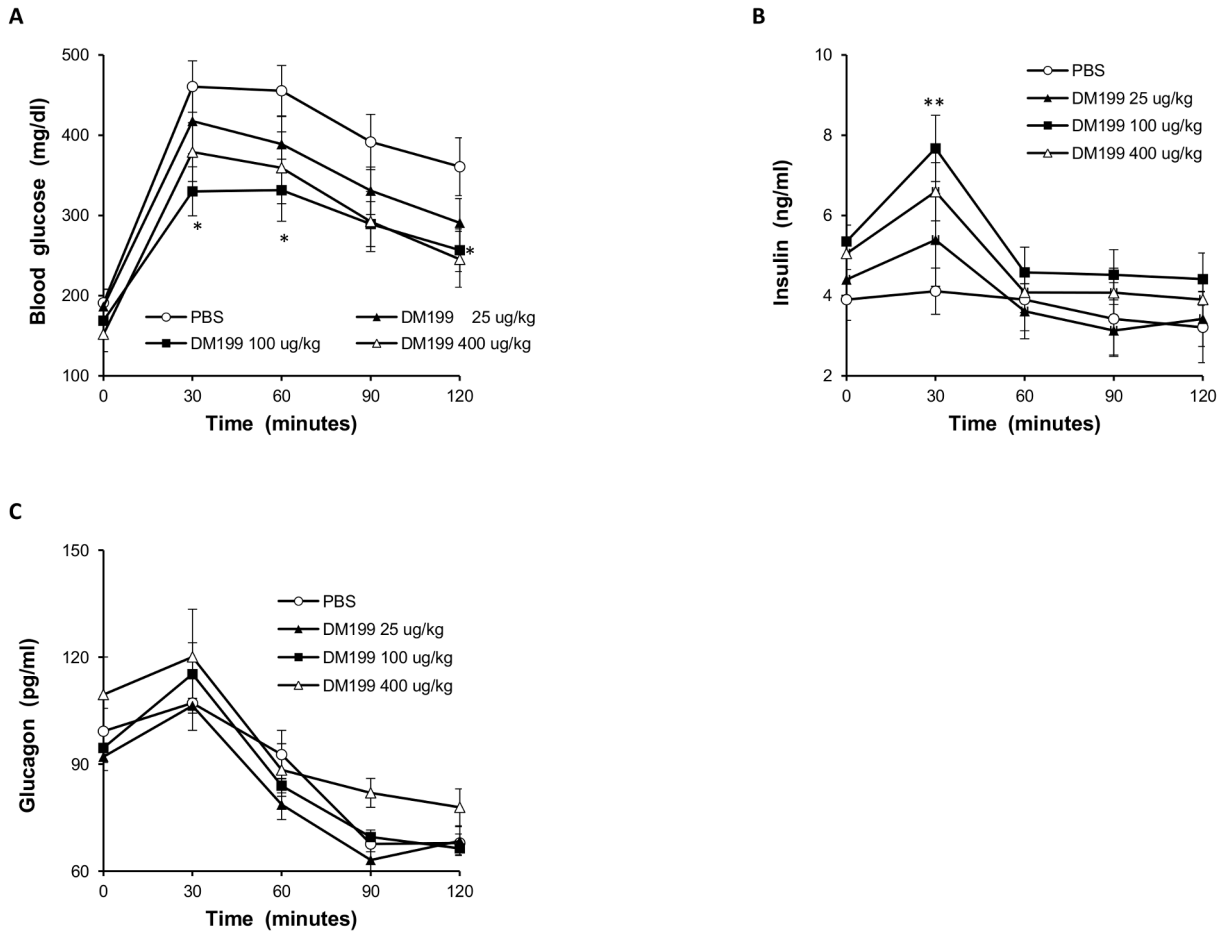 A
500
400
300
200
100
Blood glucose (mg/dl)
*
*
*
PBS
DM199 25 ug/kg
DM199 100 ug/kg
DM199 400 ug/kg
0
30
60
90
120
Time (minutes)
B
10
8
6
4
2
Insulin (ng/ml)
**
PBS
DM199 25 ug/kg
DM199 100 ug/kg
DM199 400 ug/kg
0
30
60
90
120
Time (minutes)
C
150
120
90
60
Glucagon (pg/ml)
PBS
DM199 25 ug/kg
DM199 100 ug/kg
DM199 400 ug/kg
0
30
60
90
120
Time (minutes)